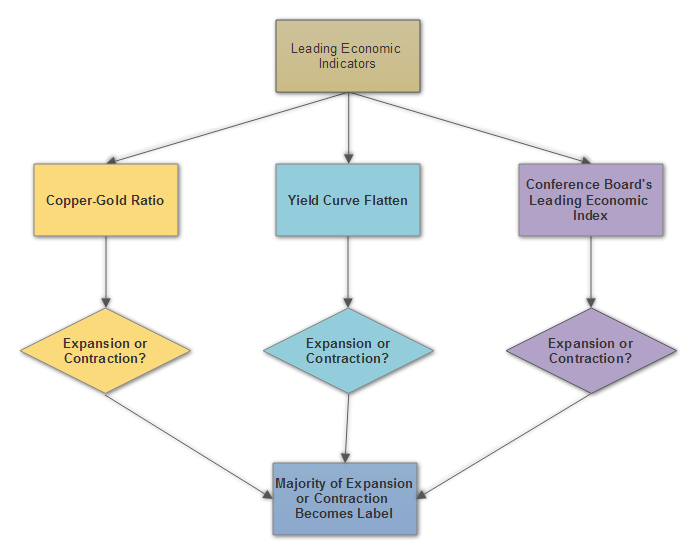 Leading Economic
Indicators
Copper-Gold Ratio
Yield Curve Flatten
Conference Board's
Leading Economic
Index
Expansion or
Contraction?
Expansion or
Contraction?
Expansion or
Contraction?
Majority of Expansion
or Contraction
Becomes Label